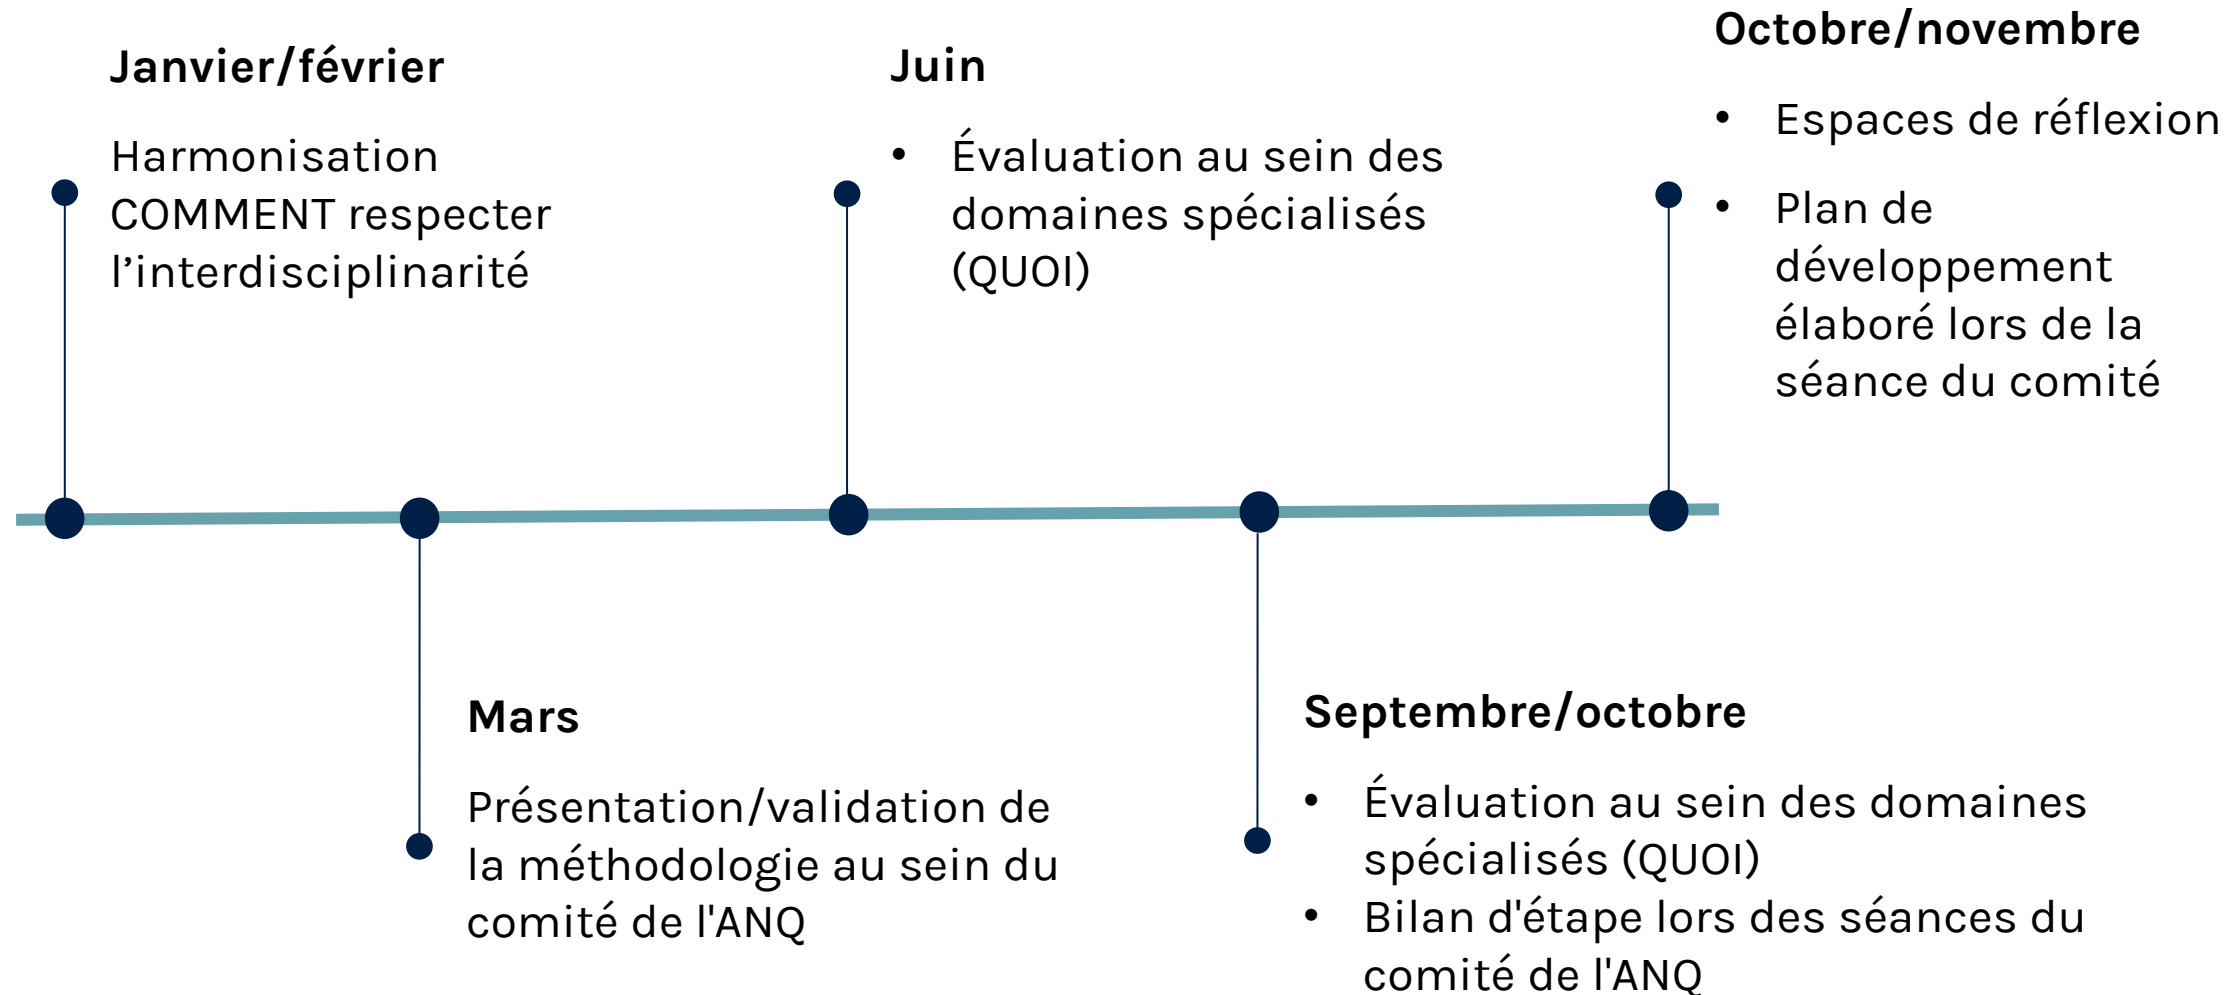 Janvier/février
Harmonisation
COMMENT respecter
l’interdisciplinarité
Mars
Présentation/validation de
la méthodologie au sein du
comité de l'ANQ
Juin
• Évaluation au sein des
domaines spécialisés
(QUOI)
Septembre/octobre
• Évaluation au sein des domaines
spécialisés (QUOI)
• Bilan d'étape lors des séances du
comité de l'ANQ
Octobre/novembre
• Espaces de réflexion
• Plan de
développement
élaboré lors de la
séance du comité